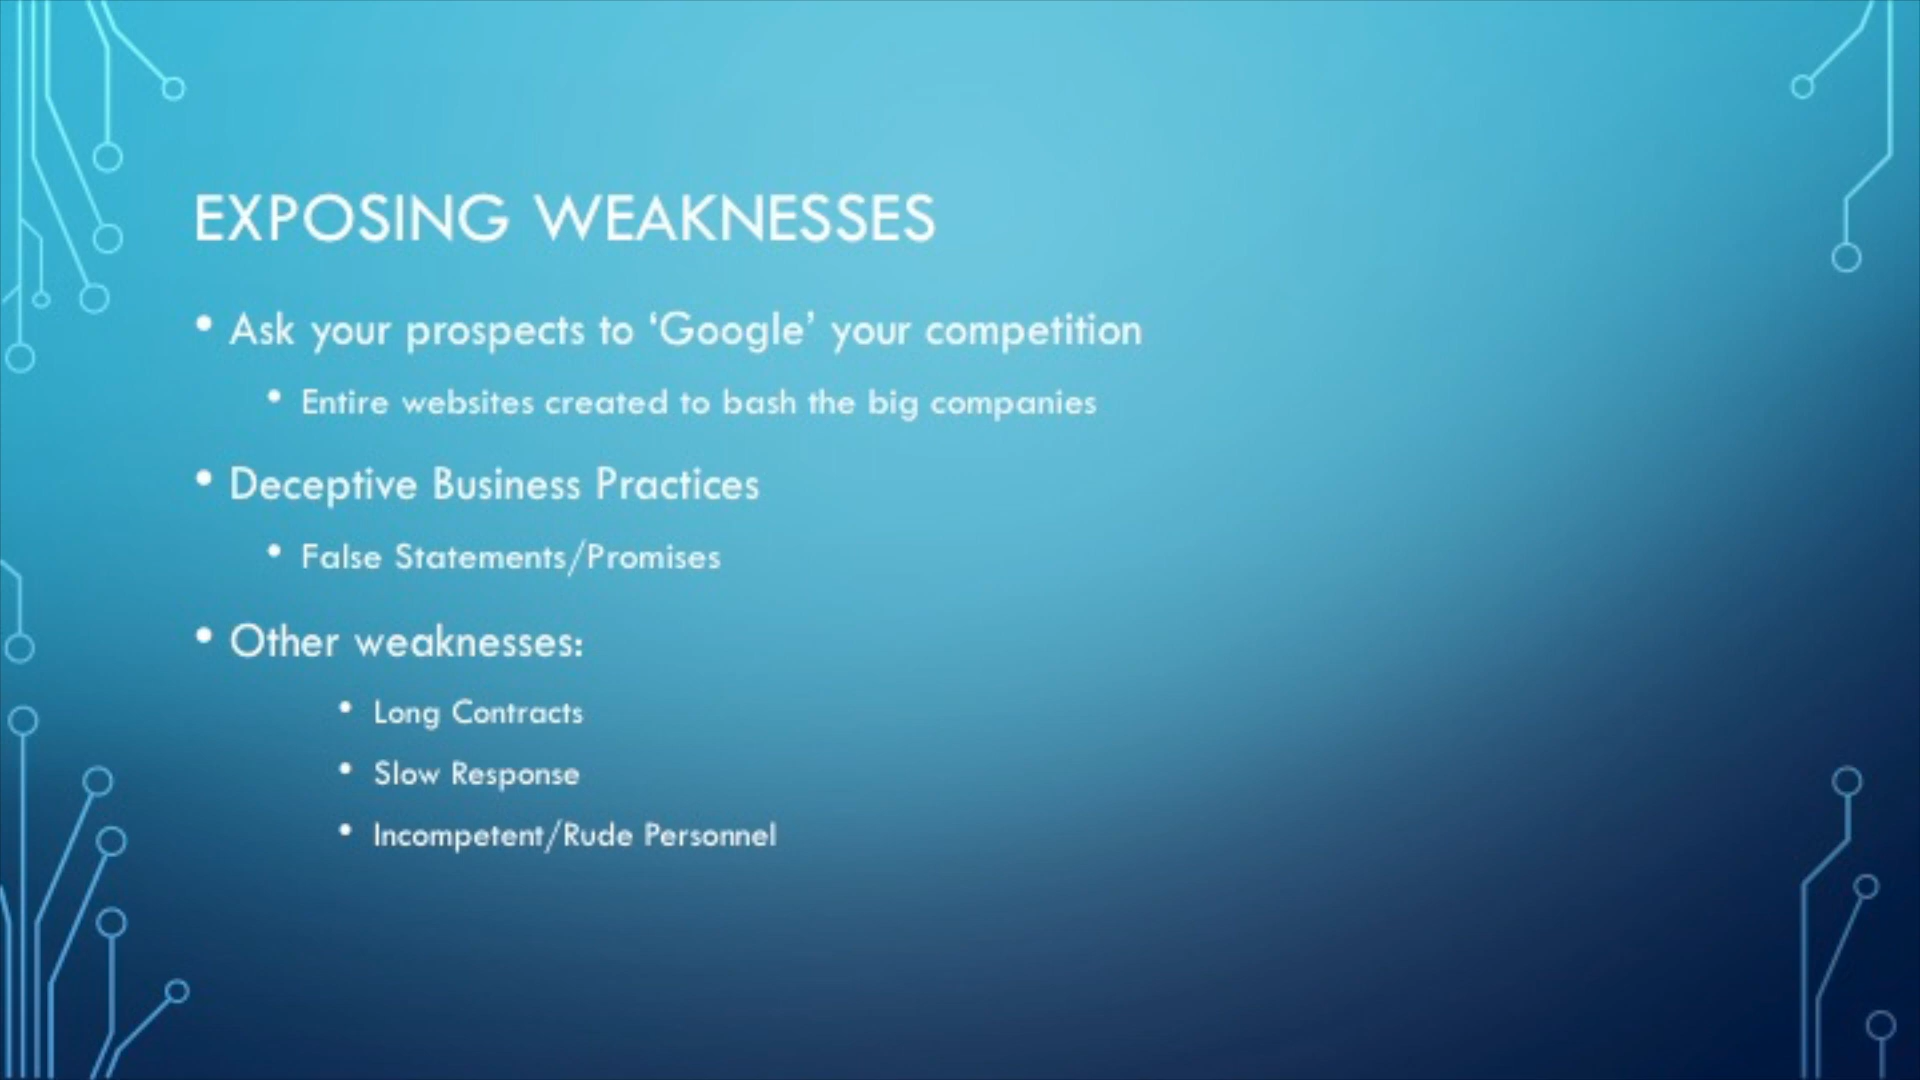 EXPOSING WEAKNESSES
• Ask your prospects to ‘Google’ your competition
• Entire websites created to bash the big companies
• Deceptive Business Practices
• False Statements/Promises
• Other weaknesses:
• Long Contracts
• Slow Response
• Incompetent/Rude Personnel